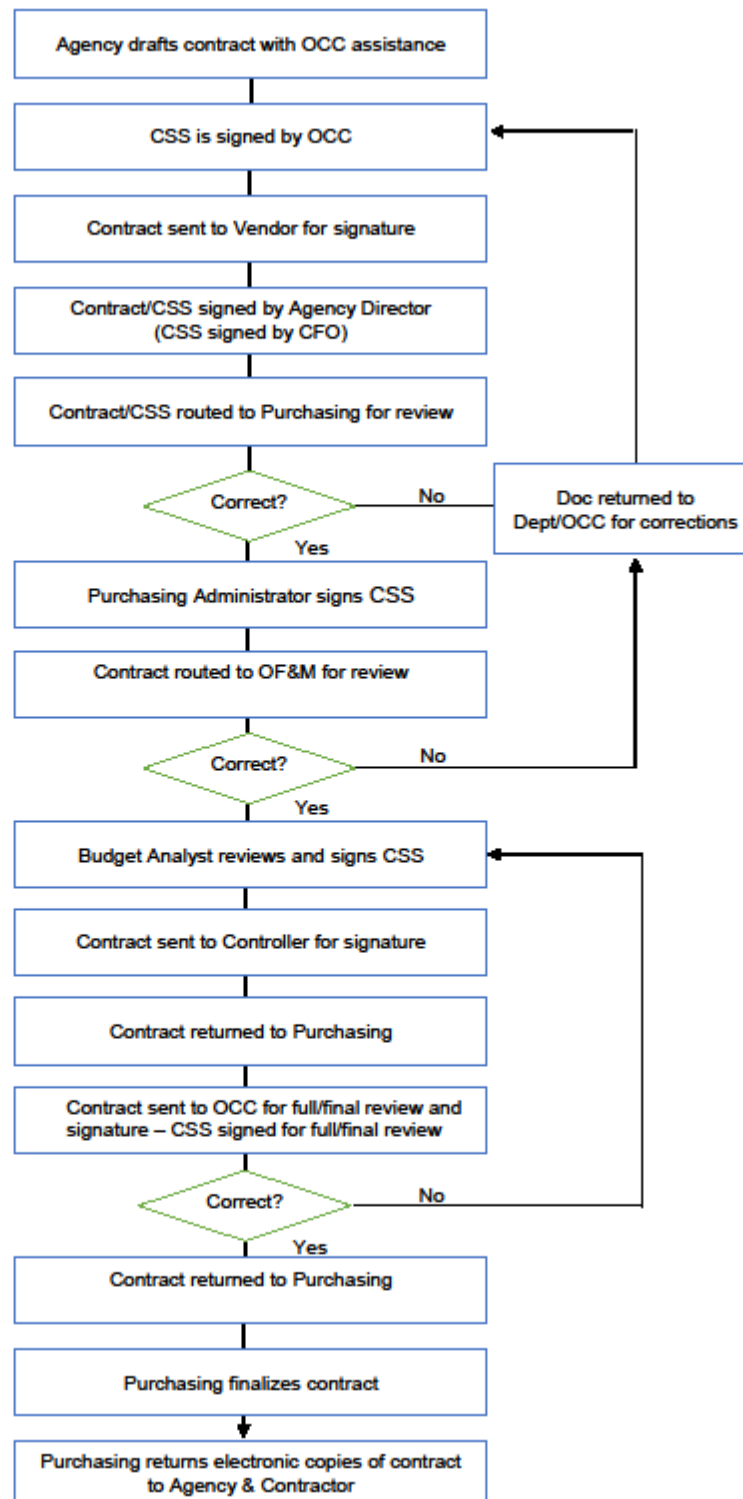 Agency drafts contract with OCC assistance
CSS is signed by OCC
Contract sent to Vendor for signature
Contract/CSS signed by Agency Director
(CSS signed by CFO)
Contract/CSS routed to Purchasing for review
Correct?
No
Doc returned to
Dept/OCC for corrections
Yes
Purchasing Administrator signs CSS
Contract routed to OF&M for review
Correct?
No
Yes
Budget Analyst reviews and signs CSS
Contract sent to Controller for signature
Contract returned to Purchasing
Contract sent to OCC for full/final review and
signature – CSS signed for full/final review
Correct?
No
Yes
Contract returned to Purchasing
Purchasing finalizes contract
Purchasing returns electronic copies of contract
to Agency & Contractor